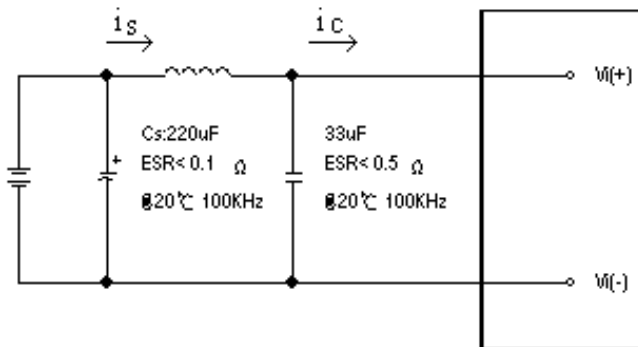 is
ic
Vi(+)
Cs:220uF
ESR<0.1 Ω
@20℃ 100KHz
33uF
ESR<0.5 Ω
@20℃ 100KHz
+
Vi(-)